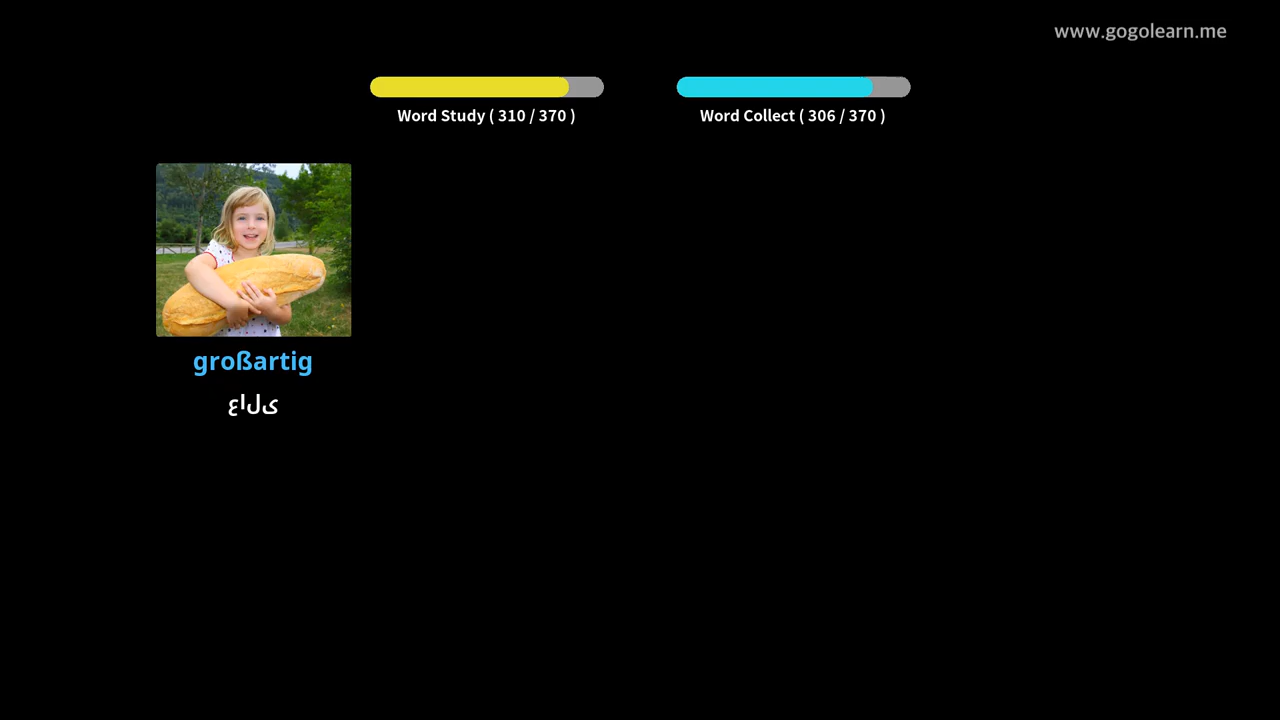 www.gogolearn.me
Word Study ( 310 / 370 )
Word Collect ( 306 / 370 )
großartig
عالی